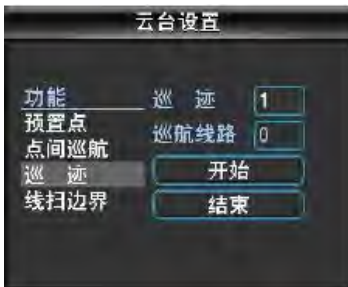 云台设置
功能
预置点
点间巡航
巡 迹
线扫边界
巡 迹 1
巡航线路 0
开始
结束